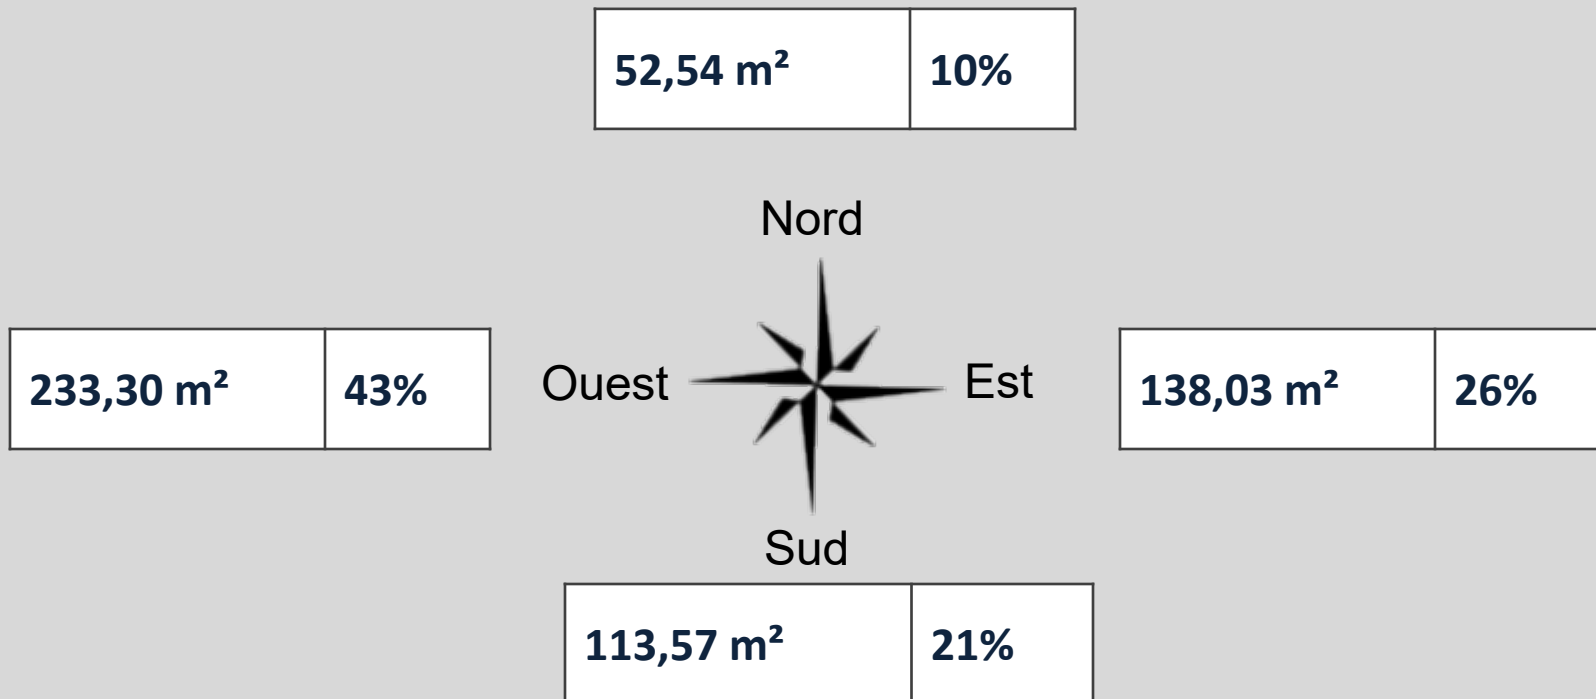 52,54 m² 10%
Nord
233,30 m² 43% Ouest Est 138,03 m² 26%
Sud
113,57 m² 21%